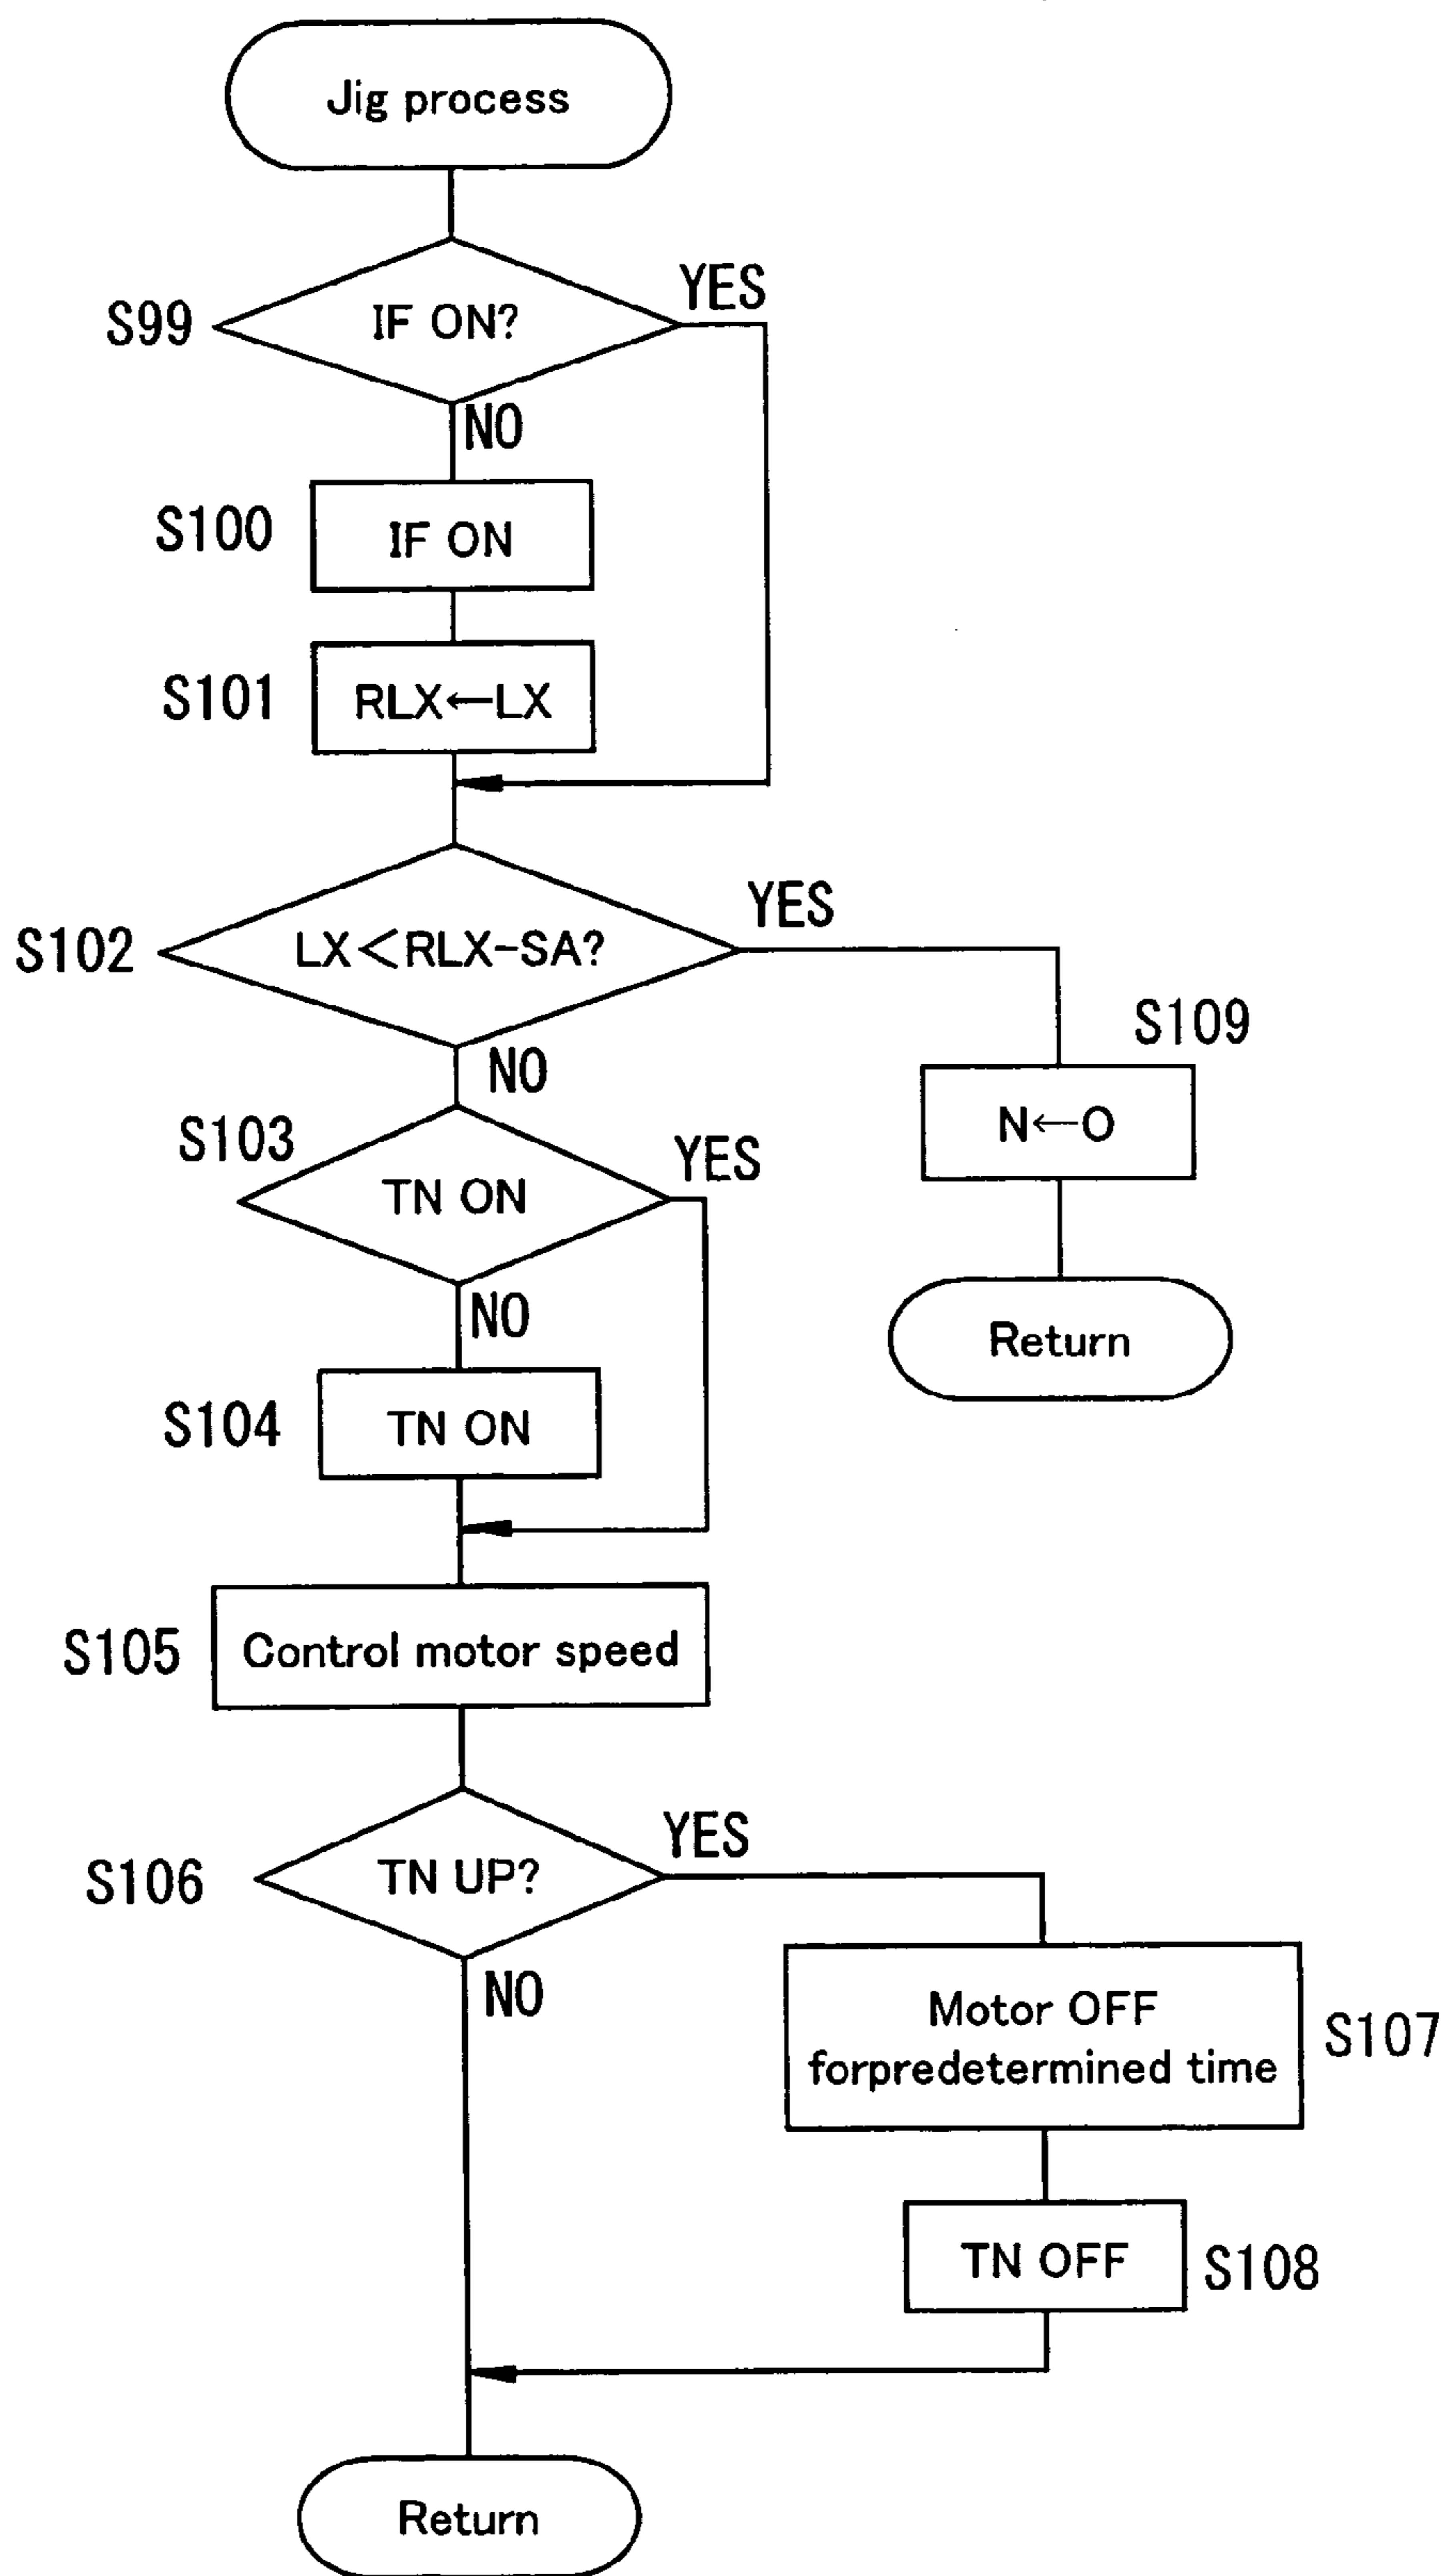 Jig process
S99
IF ON?
YES
NO
S100
IF ON
S101
RLX←LX
S102
LX<RLX-SA?
YES
NO
S109
N←O
Return
S103
TN ON
YES
NO
S104
TN ON
S105
Control motor speed
S106
TN UP?
YES
NO
Motor OFF
forpredetermined time
S107
TN OFF
S108
Return